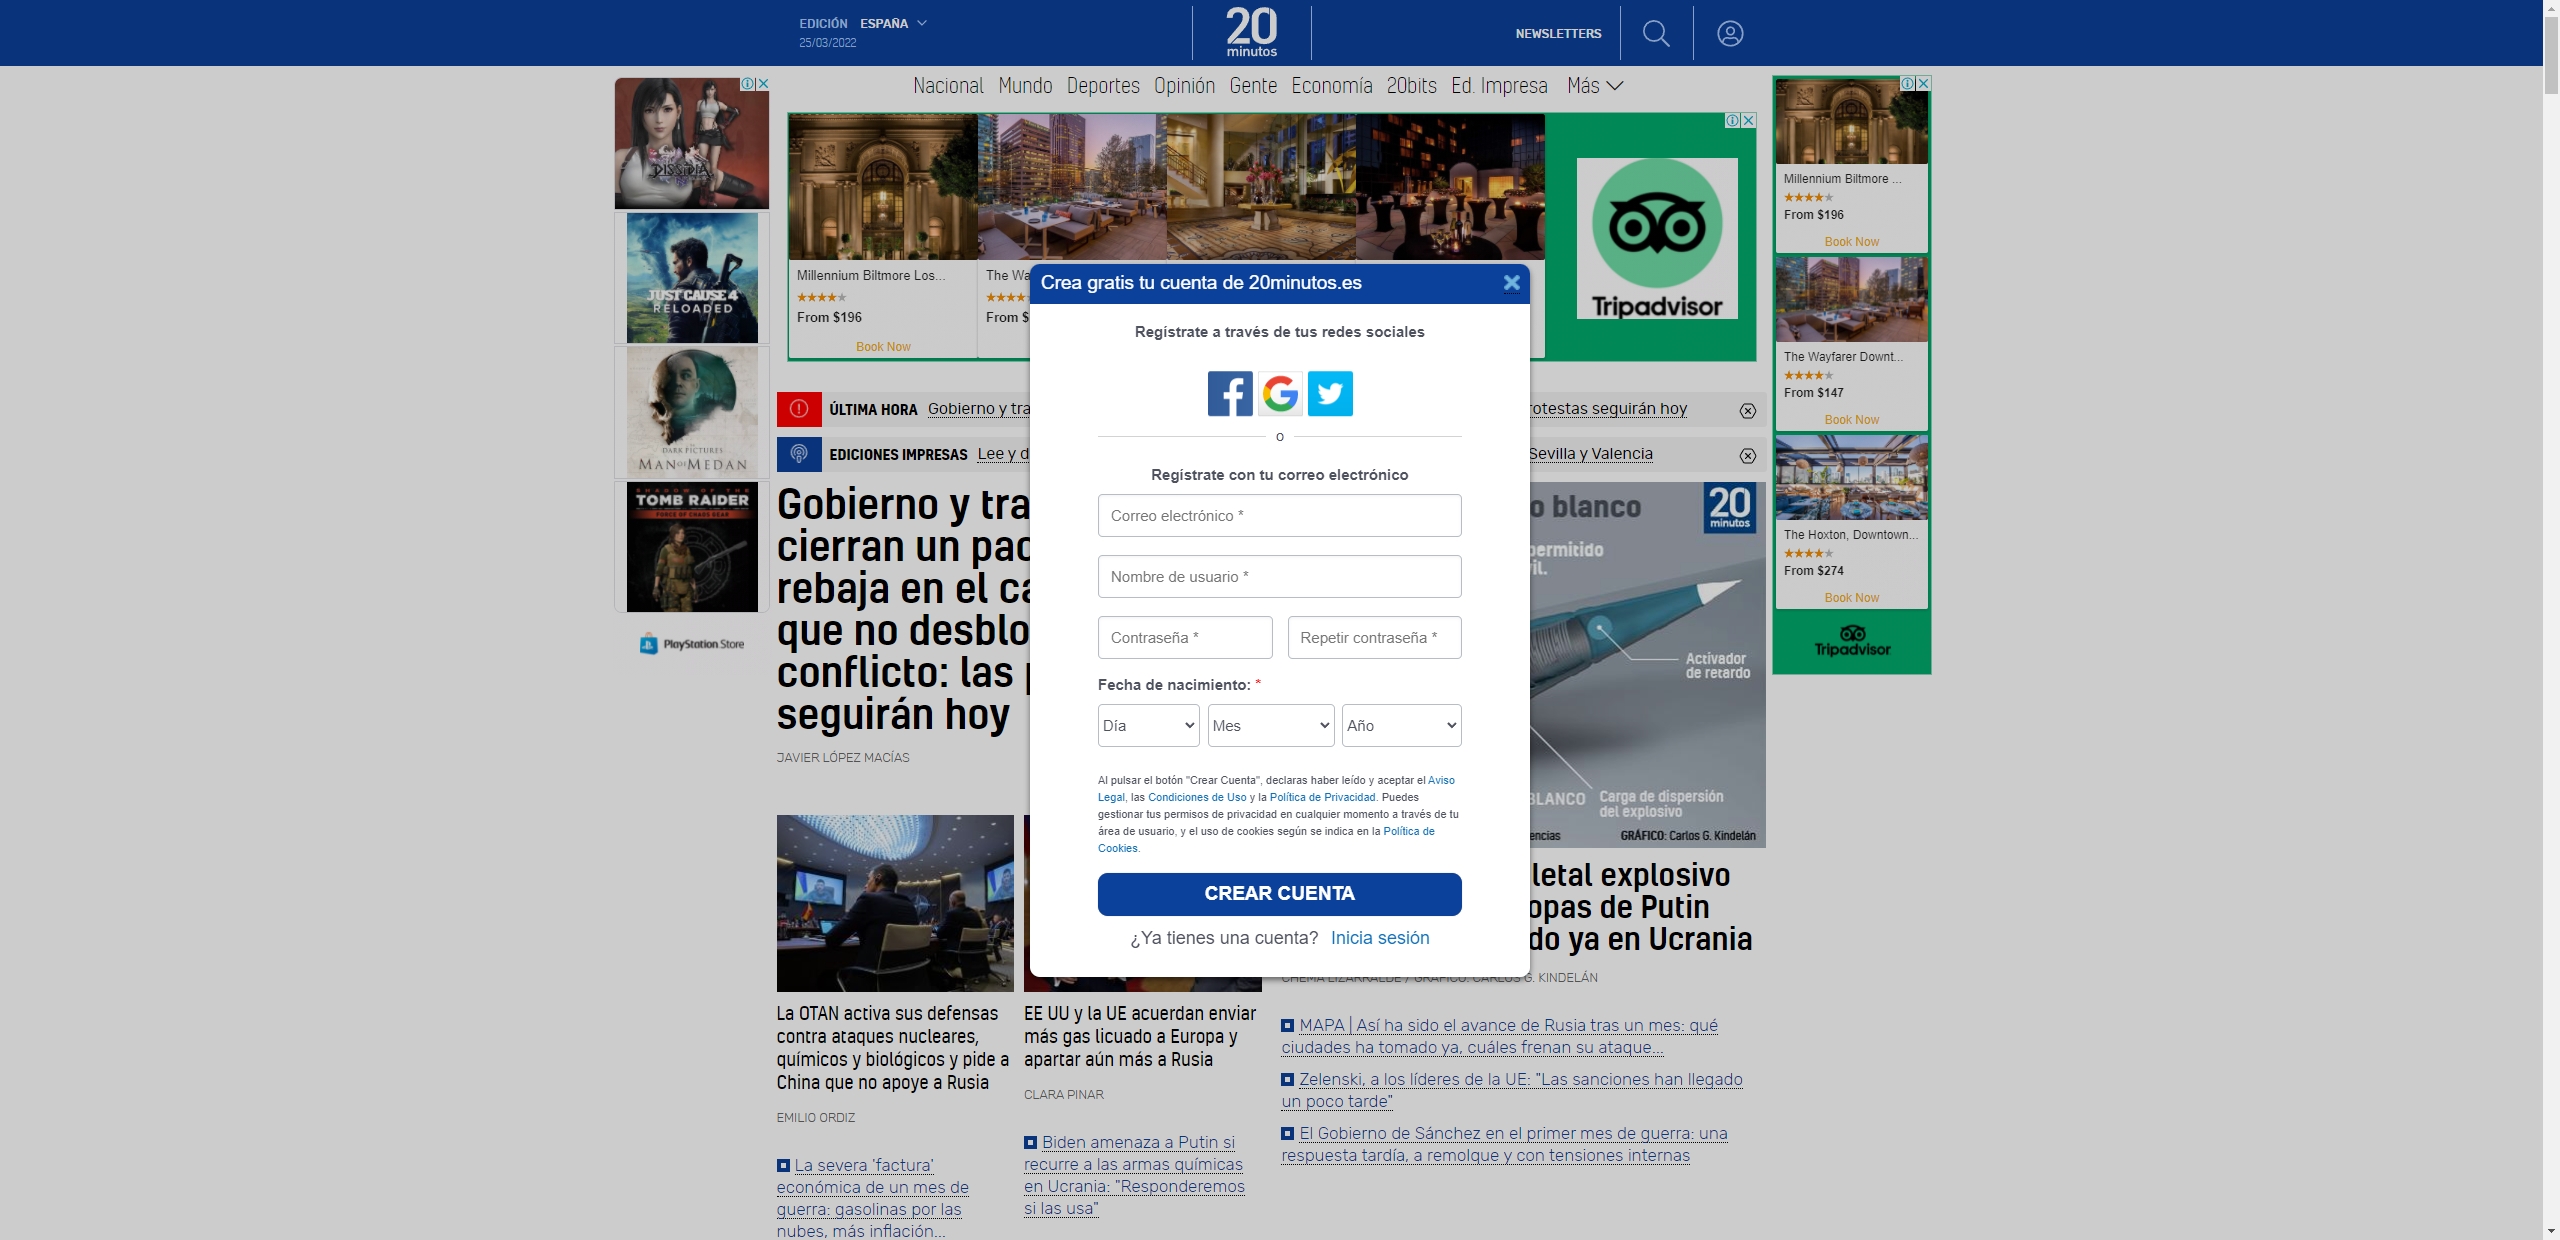 EDICIÓN ESPAÑA
25/03/2022
20
minutos
NEWSLETTERS
Nacional Mundo Deportes Opinión Gente Economía 20bits Ed. Impresa Más
DISSIDIA
JUST CAUSE 4
RELOADED
THE DARK PICTURES
MAN OF MEDAN
SHADOW OF THE
TOMB RAIDER
FORCE OF CHAOS GEAR
PlayStation Store
Millennium Biltmore Los...
From $196
Book Now
The Wa
From $
Tripadvisor
Millennium Biltmore ...
From $196
Book Now
The Wayfarer Downt...
From $147
Book Now
The Hoxton, Downtown...
From $274
Book Now
Tripadvisor
ÚLTIMA HORA Gobierno y tra
rotestas seguirán hoy
EDICIONES IMPRESAS Lee y d
Sevilla y Valencia
Gobierno y tra
cierran un pac
rebaja en el ca
que no desblo
conflicto: las p
seguirán hoy
JAVIER LÓPEZ MACÍAS
Crea gratis tu cuenta de 20minutos.es
Regístrate a través de tus redes sociales
o
Regístrate con tu correo electrónico
Correo electrónico *
Nombre de usuario *
Contraseña * Repetir contraseña *
Fecha de nacimiento: *
Día Mes Año
Al pulsar el botón "Crear Cuenta", declaras haber leído y aceptar el Aviso
Legal, las Condiciones de Uso y la Política de Privacidad. Puedes
gestionar tus permisos de privacidad en cualquier momento a través de tu
área de usuario, y el uso de cookies según se indica en la Política de
Cookies.
CREAR CUENTA
¿Ya tienes una cuenta? Inicia sesión
o blanco
20
minutos
permitido
il.
Activador
de retardo
BLANCO
Carga de dispersión
del explosivo
encias
GRÁFICO: Carlos G. Kindelán
letal explosivo
opas de Putin
do ya en Ucrania
CHEMA LIZARRALDE / GRÁFICO: CARLOS G. KINDELÁN
La OTAN activa sus defensas
contra ataques nucleares,
químicos y biológicos y pide a
China que no apoye a Rusia
EMILIO ORDIZ
La severa 'factura'
económica de un mes de
guerra: gasolinas por las
nubes, más inflación...
EE UU y la UE acuerdan enviar
más gas licuado a Europa y
apartar aún más a Rusia
CLARA PINAR
Biden amenaza a Putin si
recurre a las armas químicas
en Ucrania: "Responderemos
si las usa"
MAPA | Así ha sido el avance de Rusia tras un mes: qué
ciudades ha tomado ya, cuáles frenan su ataque...
Zelenski, a los líderes de la UE: "Las sanciones han llegado
un poco tarde"
El Gobierno de Sánchez en el primer mes de guerra: una
respuesta tardía, a remolque y con tensiones internas